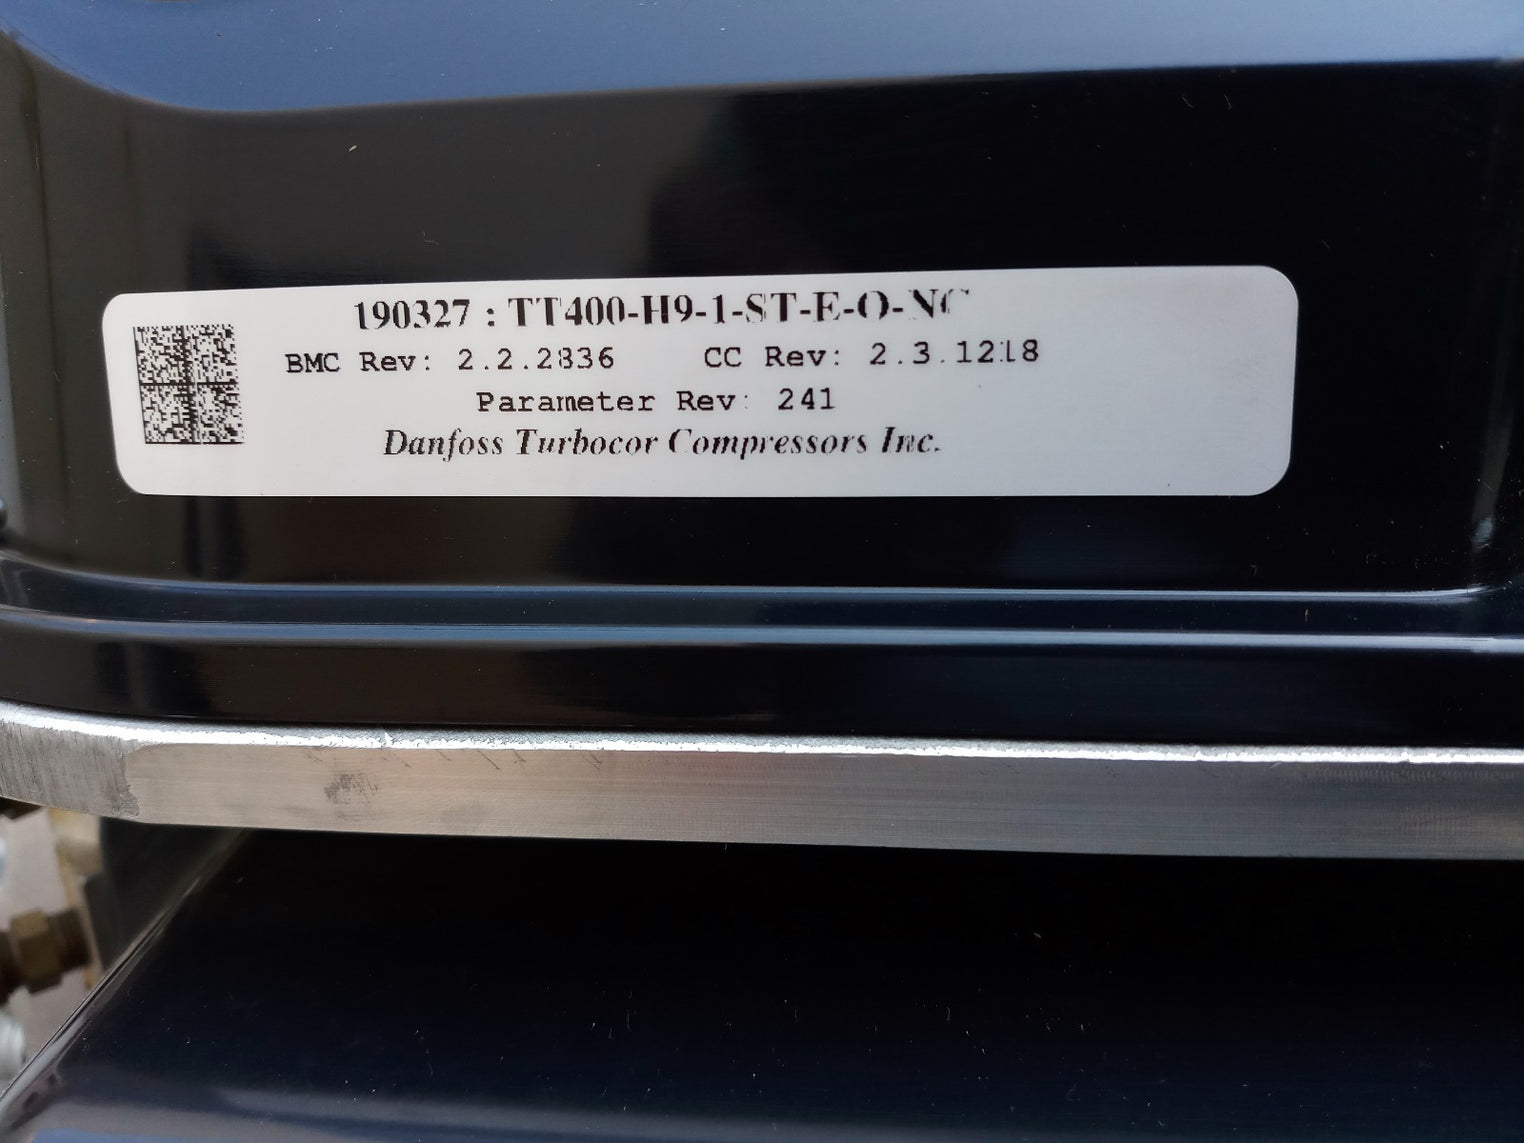 190327 : TT400-H9-1-ST-E-O-NC
BMC Rev: 2.2.2836 CC Rev: 2.3.1218
Parameter Rev: 241
Danfoss Turbocor Compressors Inc.